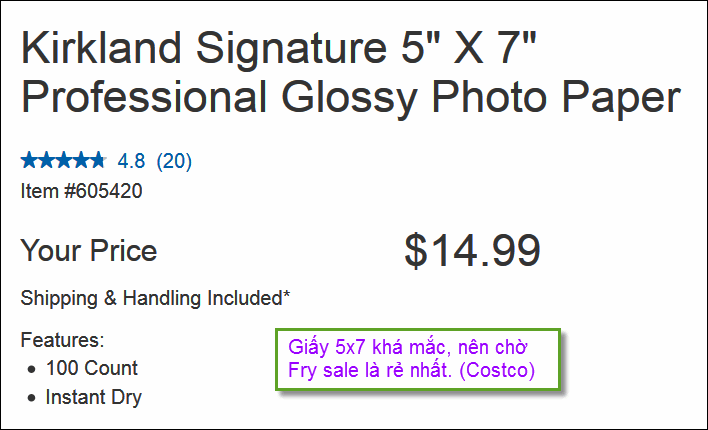 Kirkland Signature 5" X 7"
Professional Glossy Photo Paper
4.8 (20)
Item #605420
Your Price $14.99
Shipping & Handling Included*
Features:
• 100 Count
• Instant Dry
Giấy 5x7 khá mắc, nên chờ
Fry sale là rẻ nhất. (Costco)